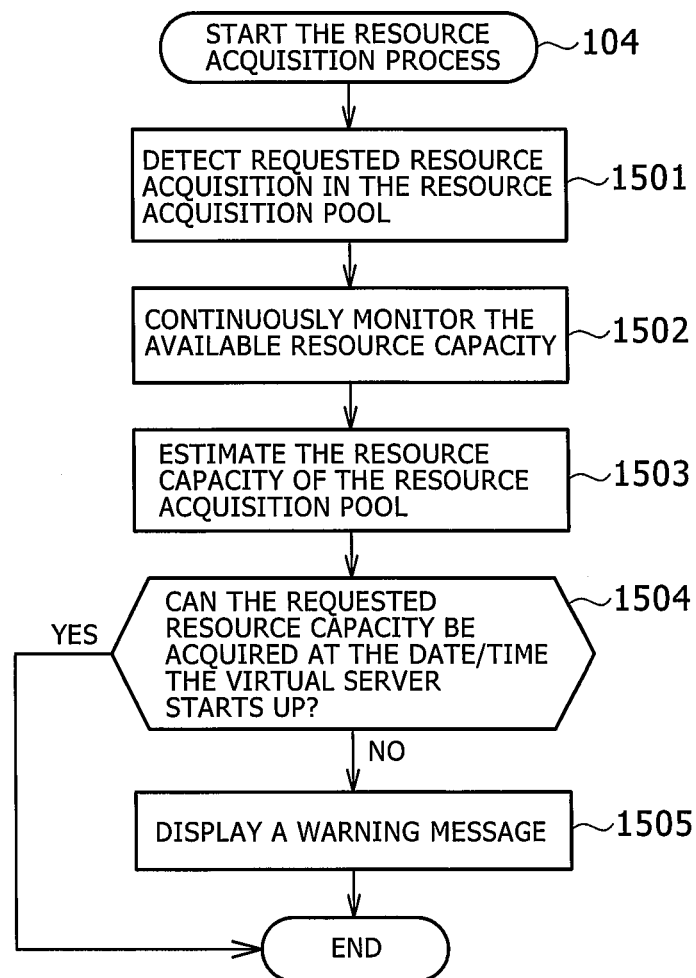 START THE RESOURCE
ACQUISITION PROCESS
104
DETECT REQUESTED RESOURCE
ACQUISITION IN THE RESOURCE
ACQUISITION POOL
1501
CONTINUOUSLY MONITOR THE
AVAILABLE RESOURCE CAPACITY
1502
ESTIMATE THE RESOURCE
CAPACITY OF THE RESOURCE
ACQUISITION POOL
1503
CAN THE REQUESTED
RESOURCE CAPACITY BE
ACQUIRED AT THE DATE/TIME
THE VIRTUAL SERVER
STARTS UP?
1504
YES
NO
DISPLAY A WARNING MESSAGE
1505
END